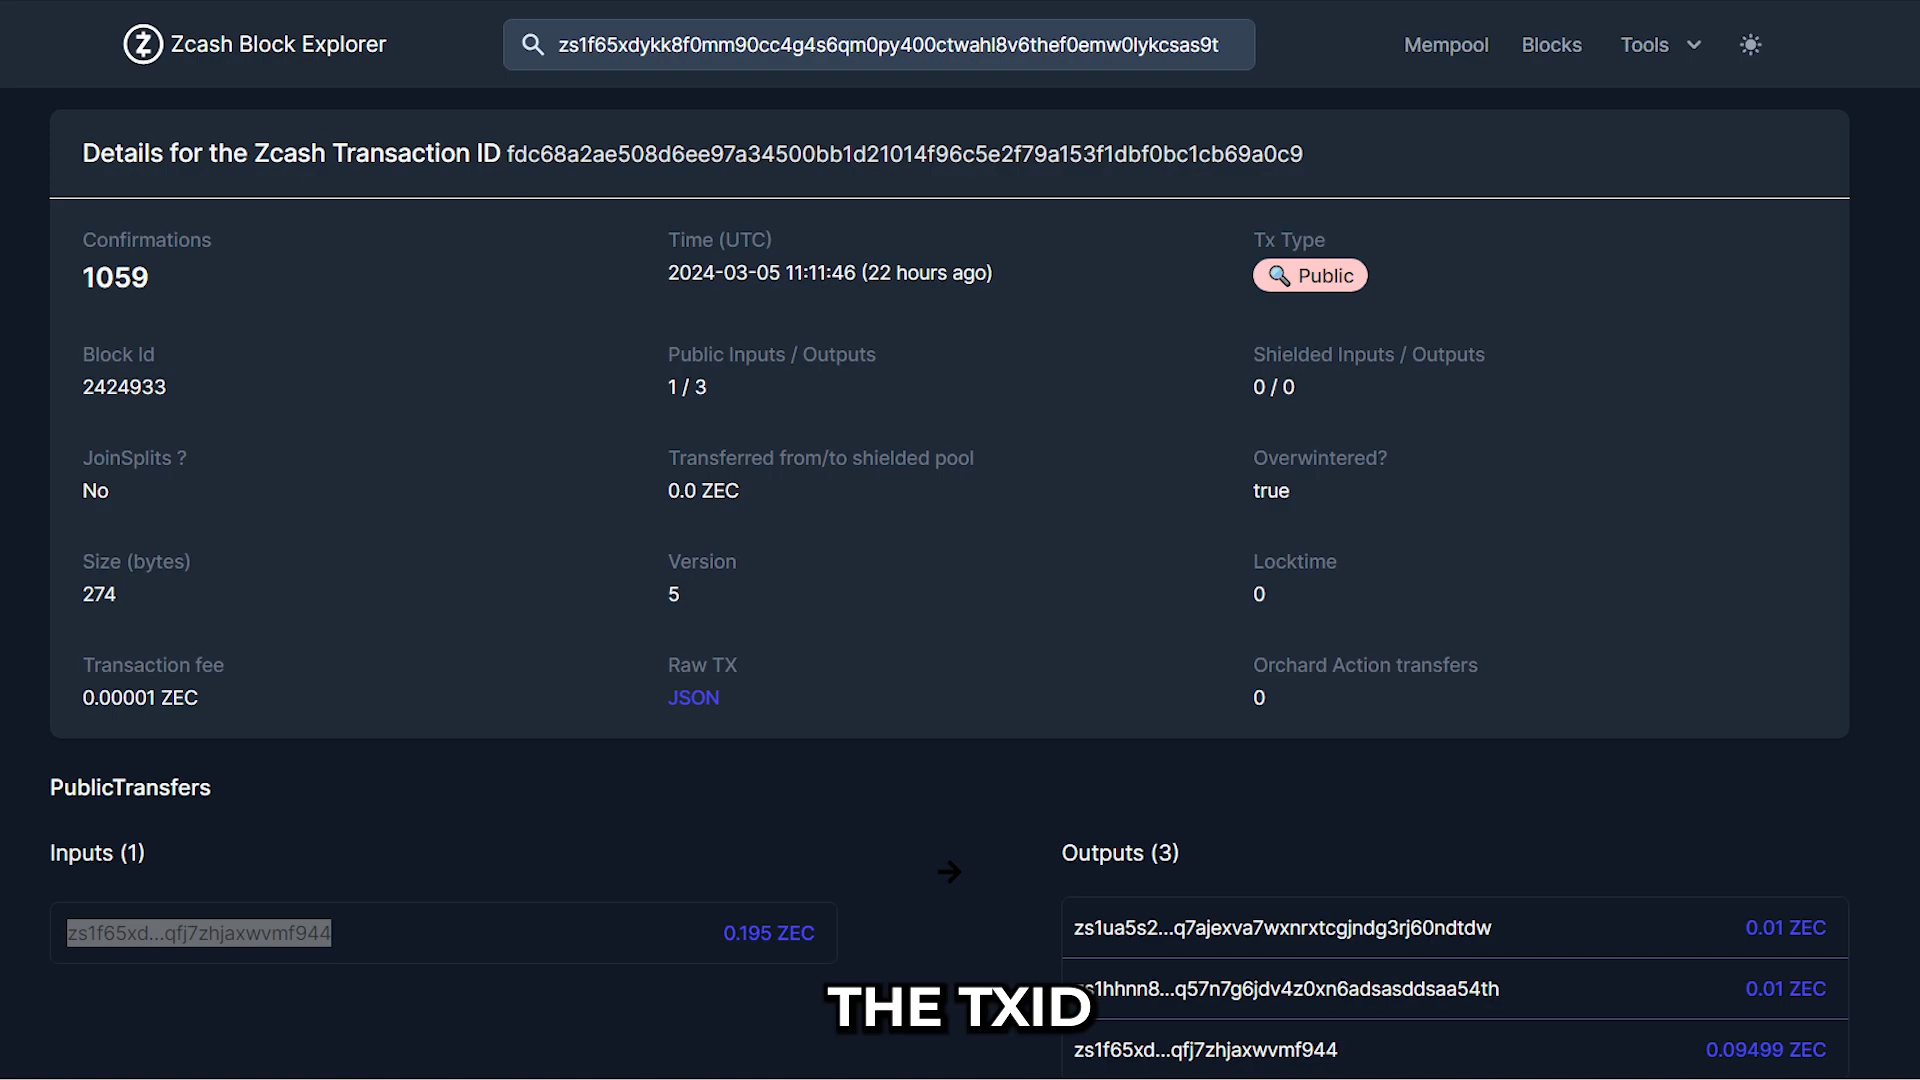 Zcash Block Explorer
zs1f65xdykk8f0mm90cc4g4s6qm0py400ctwahl8v6thef0emw0lykcsas9t
Mempool Blocks Tools
Details for the Zcash Transaction ID fdc68a2ae508d6ee97a34500bb1d21014f96c5e2f79a153f1dbf0bc1cb69a0c9
Confirmations Time (UTC) Tx Type
1059 2024-03-05 11:11:46 (22 hours ago) Public
Block Id Public Inputs / Outputs Shielded Inputs / Outputs
2424933 1 / 3 0 / 0
JoinSplits ? Transferred from/to shielded pool Overwintered?
No 0.0 ZEC true
Size (bytes) Version Locktime
274 5 0
Transaction fee Raw TX Orchard Action transfers
0.00001 ZEC JSON 0
PublicTransfers
Inputs (1) Outputs (3)
zs1f65xd...qfj7zhjaxwvmf944 0.195 ZEC
zs1ua5s2...q7ajexva7wxnrxtcgjndg3rj60ndtdw 0.01 ZEC
zs1hhnn8...q57n7g6jdv4z0xn6adsasddsaa54th 0.01 ZEC
zs1f65xd...qfj7zhjaxwvmf944 0.09499 ZEC
THE TXID